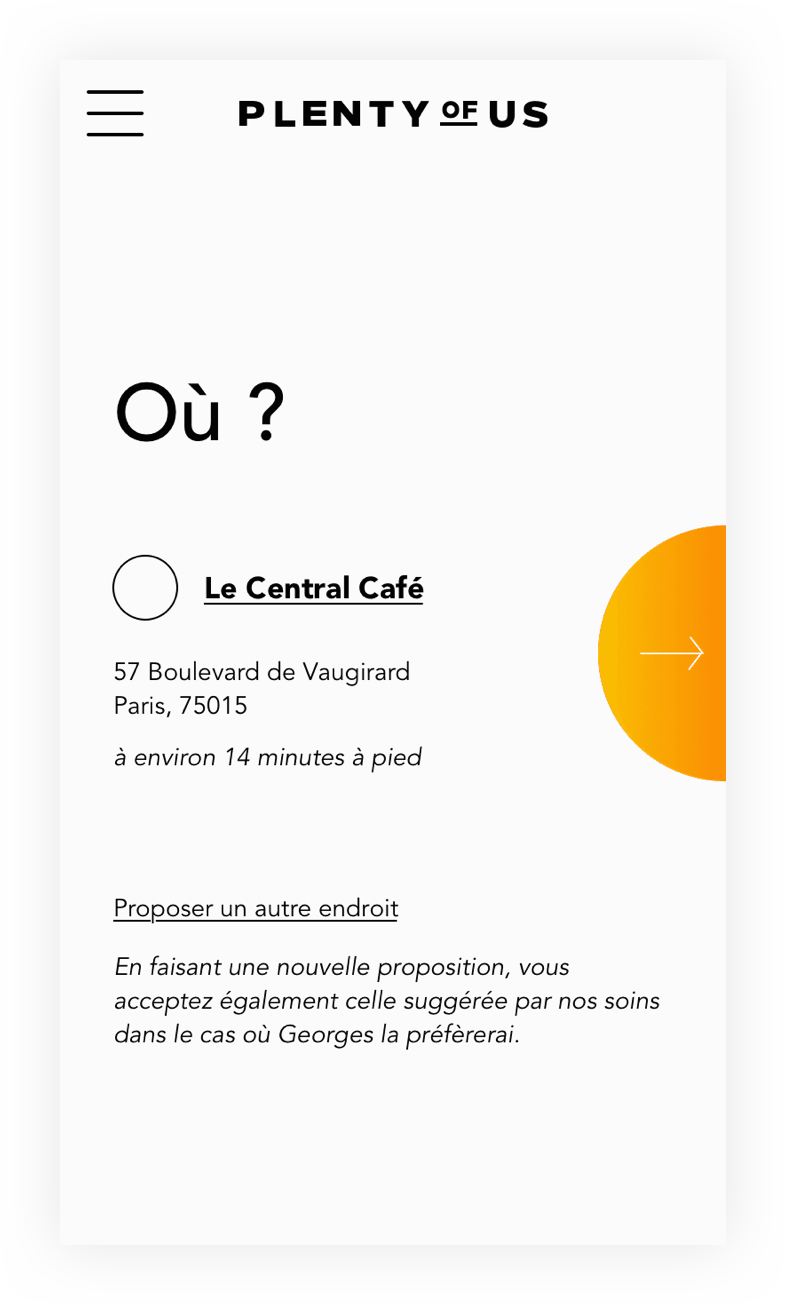 PLENTY OF US
Où ?
Le Central Café
57 Boulevard de Vaugirard
Paris, 75015
à environ 14 minutes à pied
Proposer un autre endroit
En faisant une nouvelle proposition, vous
acceptez également celle suggérée par nos soins
dans le cas où Georges la préfèrerai.